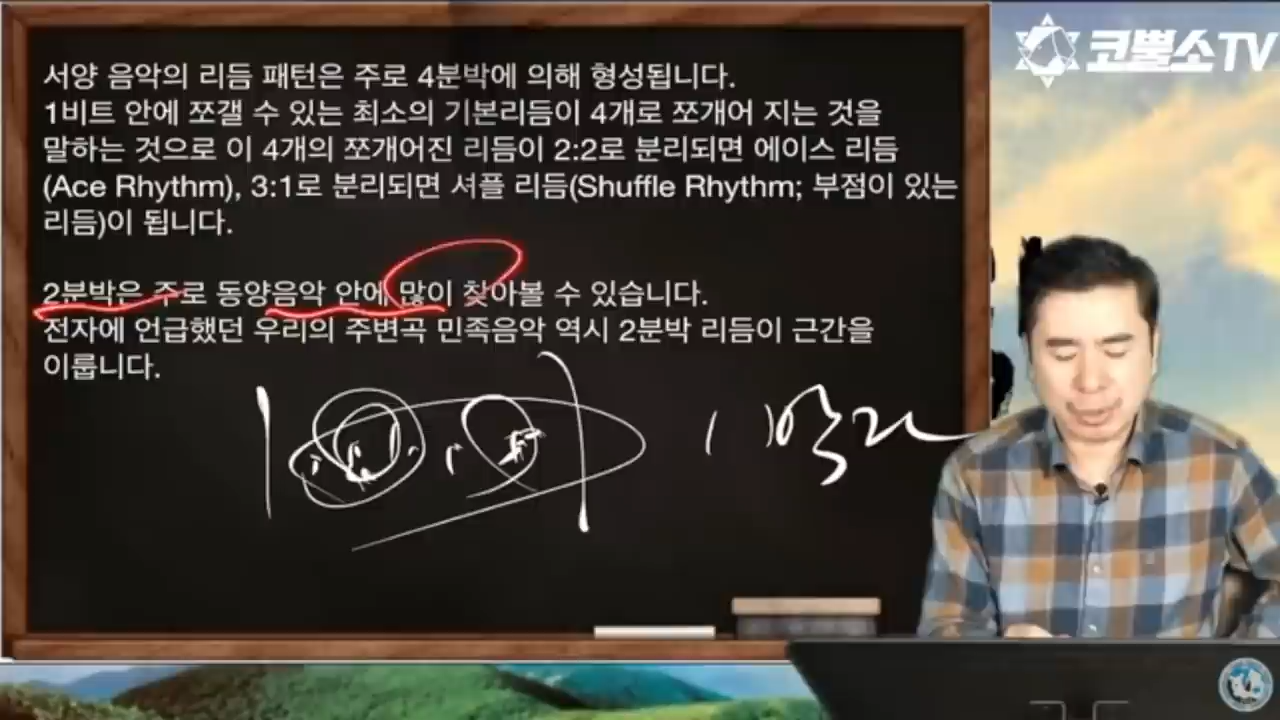 코뿔소TV
서양 음악의 리듬 패턴은 주로 4분박에 의해 형성됩니다.
1비트 안에 쪼갤 수 있는 최소의 기본리듬이 4개로 쪼개어 지는 것을
말하는 것으로 이 4개의 쪼개어진 리듬이 2:2로 분리되면 에이스 리듬
(Ace Rhythm), 3:1로 분리되면 셔플 리듬(Shuffle Rhythm; 부점이 있는
리듬)이 됩니다.
2분박은 주로 동양음악 안에 많이 찾아볼 수 있습니다.
전자에 언급했던 우리의 주변곡 민족음악 역시 2분박 리듬이 근간을
이룹니다.